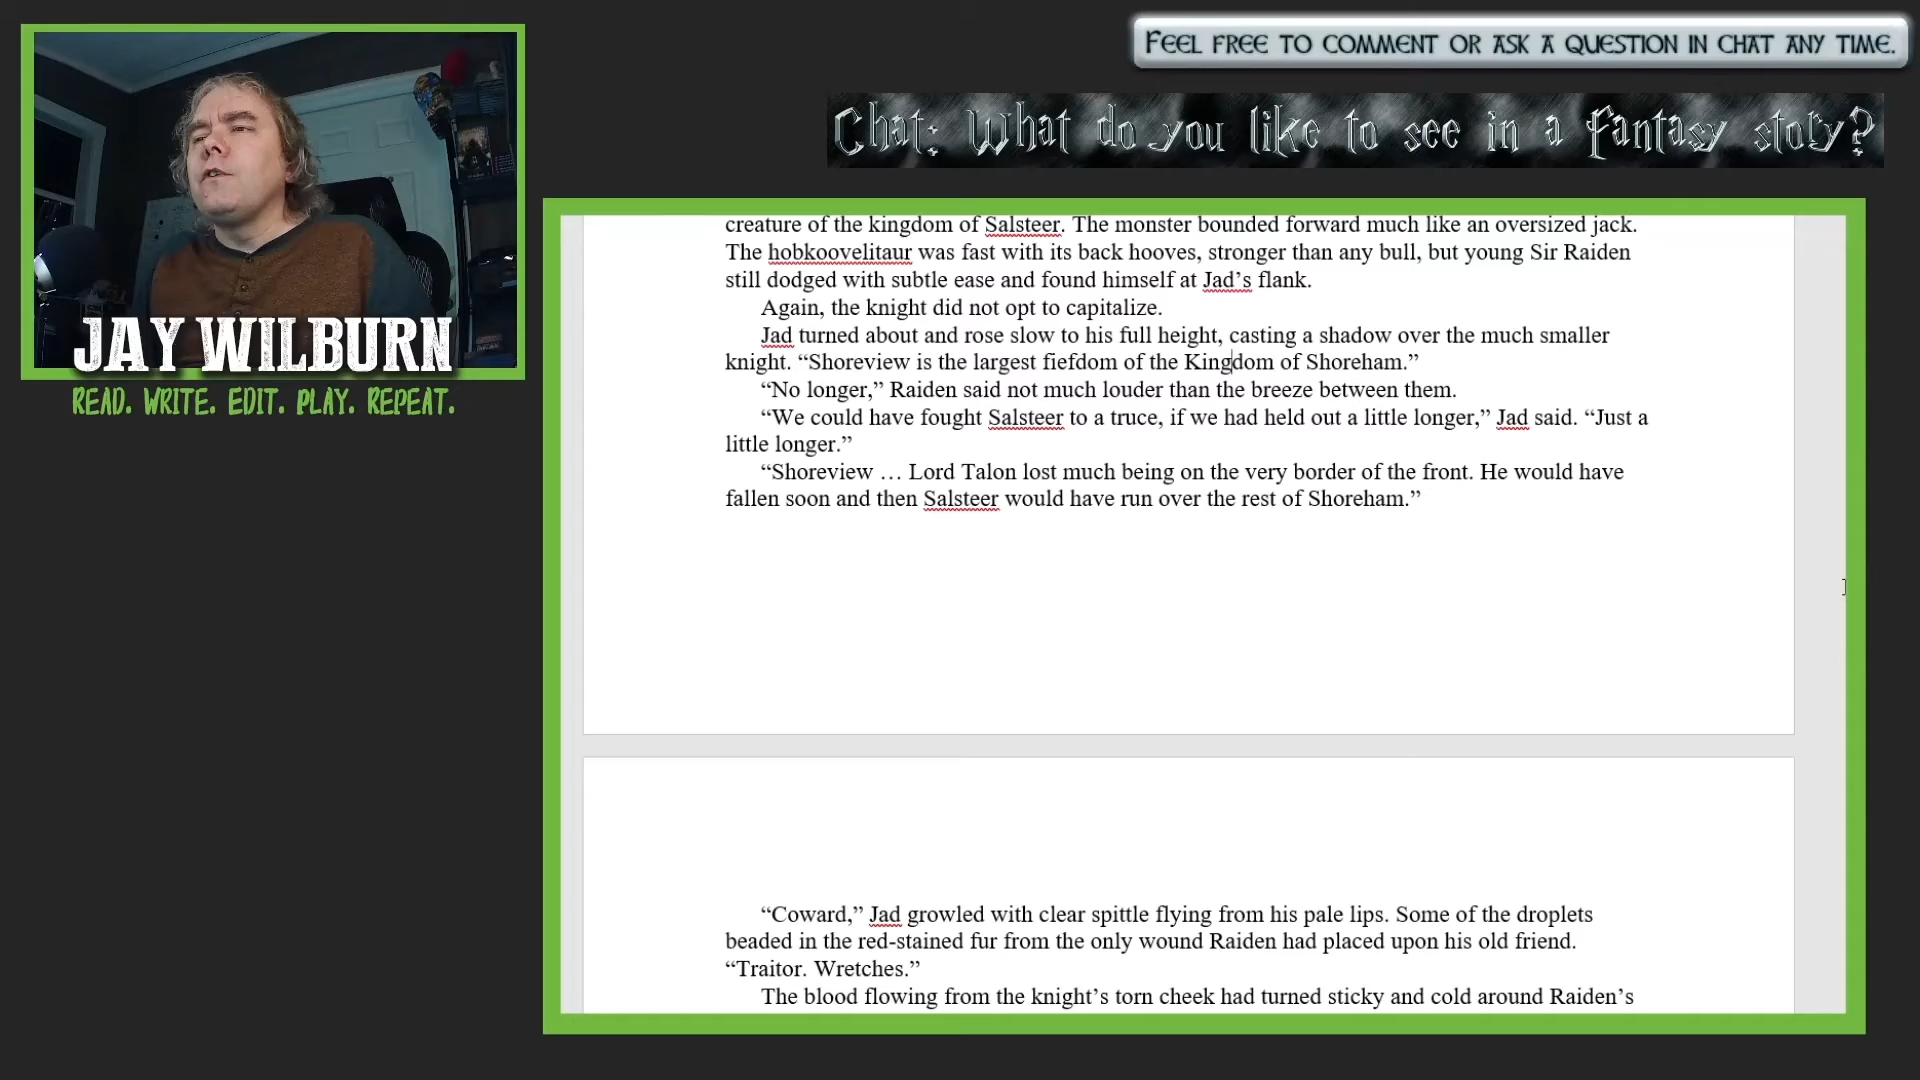 FEEL FREE TO COMMENT OR ASK A QUESTION IN CHAT ANY TIME.
Chat: What do you like to see in a fantasy story?
JAY WILBURN
READ. WRITE. EDIT. PLAY. REPEAT.
creature of the kingdom of Salsteer. The monster bounded forward much like an oversized jack.
The hobkoovelitaur was fast with its back hooves, stronger than any bull, but young Sir Raiden
still dodged with subtle ease and found himself at Jad’s flank.
Again, the knight did not opt to capitalize.
Jad turned about and rose slow to his full height, casting a shadow over the much smaller
knight. “Shoreview is the largest fiefdom of the Kingdom of Shoreham.”
“No longer,” Raiden said not much louder than the breeze between them.
“We could have fought Salsteer to a truce, if we had held out a little longer,” Jad said. “Just a
little longer.”
“Shoreview … Lord Talon lost much being on the very border of the front. He would have
fallen soon and then Salsteer would have run over the rest of Shoreham.”
“Coward,” Jad growled with clear spittle flying from his pale lips. Some of the droplets
beaded in the red-stained fur from the only wound Raiden had placed upon his old friend.
“Traitor. Wretches.”
The blood flowing from the knight’s torn cheek had turned sticky and cold around Raiden’s